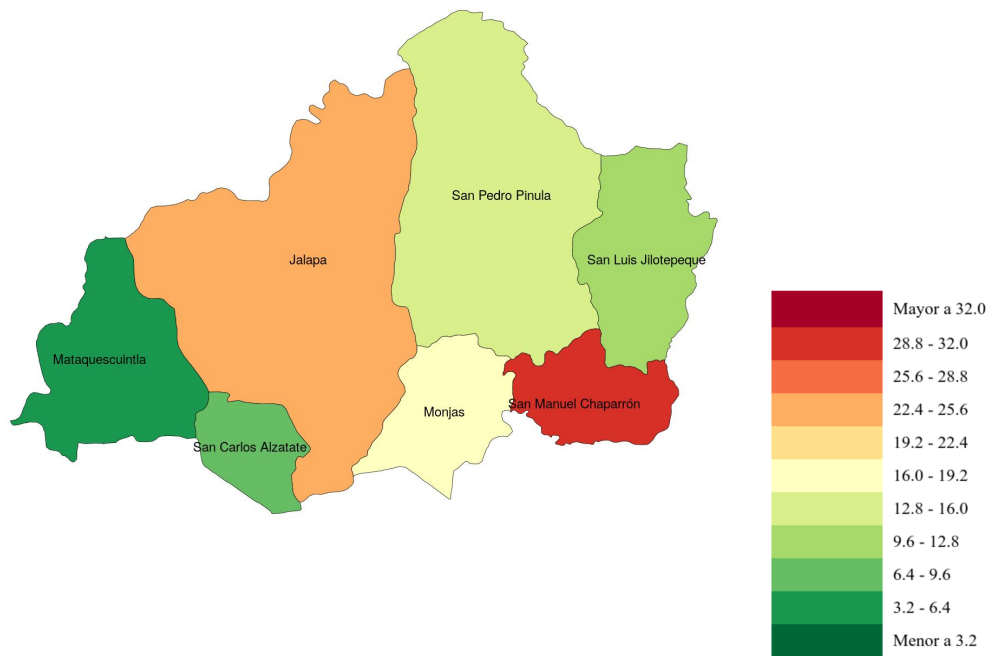 San Pedro Pinula
Jalapa
San Luis Jilotepeque
Mataquescuintla
San Manuel Chaparrón
Monjas
San Carlos Alzatate
Mayor a 32.0
28.8 - 32.0
25.6 - 28.8
22.4 - 25.6
19.2 - 22.4
16.0 - 19.2
12.8 - 16.0
9.6 - 12.8
6.4 - 9.6
3.2 - 6.4
Menor a 3.2